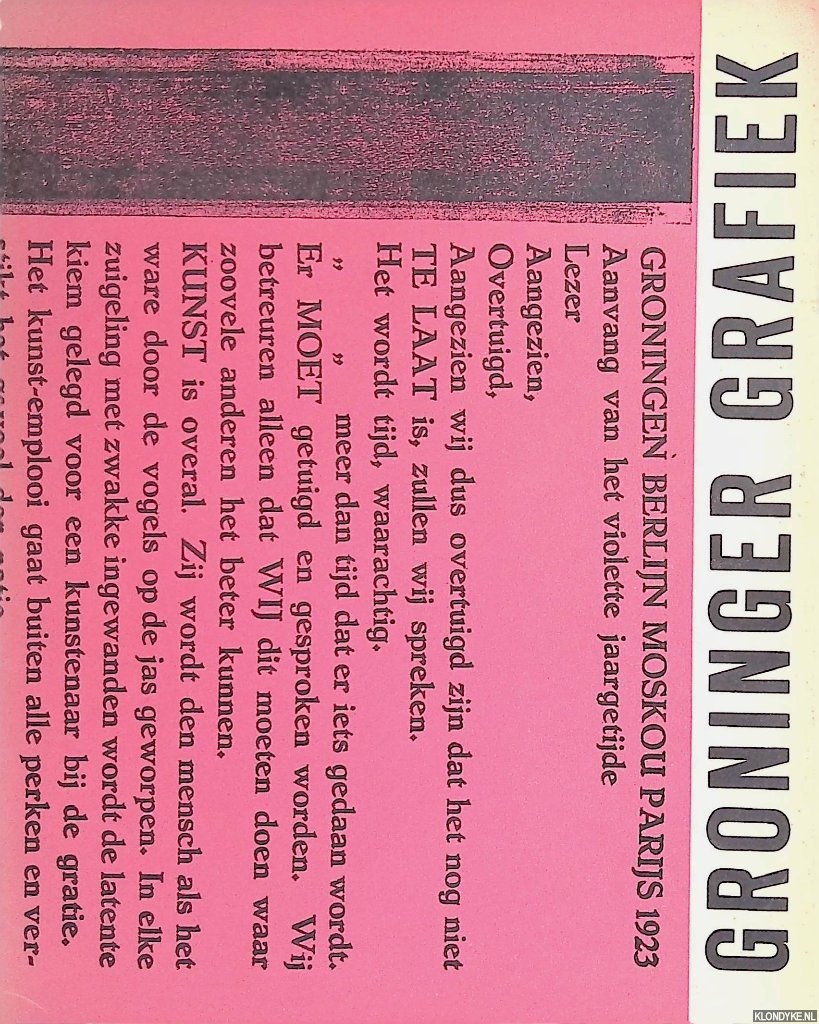 GRONINGER GRAFIEK
GRONINGEN BERLIJN MOSKOU PARIJS 1923
Aanvang van het violette jaargetijde
Lezer
Aangezien,
Overtuigd,
Aangezien wij dus overtuigd zijn dat het nog niet
TE LAAT is, zullen wij spreken.
Het wordt tijd, waarachtig.
„ „ meer dan tijd dat er iets gedaan wordt.
Er MOET getuigd en gesproken worden. Wij
betreuren alleen dat WIJ dit moeten doen waar
zoovele anderen het beter kunnen.
KUNST is overal. Zij wordt den mensch als het
ware door de vogels op de jas geworpen. In elke
zuigeling met zwakke ingewanden wordt de latente
kiem gelegd voor een kunstenaar bij de gratie.
Het kunst-emplooi gaat buiten alle perken en ver-
KLONDYKE.NL